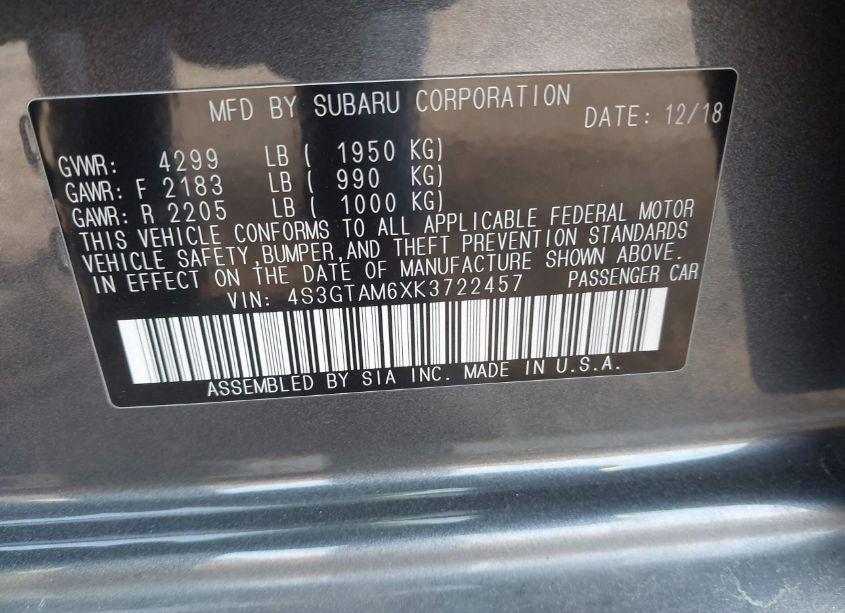 MFD BY SUBARU CORPORATION
DATE: 12/18
GVWR: 4299 LB ( 1950 KG)
GAWR: F 2183 LB ( 990 KG)
GAWR: R 2205 LB ( 1000 KG)
THIS VEHICLE CONFORMS TO ALL APPLICABLE FEDERAL MOTOR
VEHICLE SAFETY,BUMPER,AND THEFT PREVENTION STANDARDS
IN EFFECT ON THE DATE OF MANUFACTURE SHOWN ABOVE.
VIN: 4S3GTAM6XK3722457 PASSENGER CAR
ASSEMBLED BY SIA INC. MADE IN U.S.A.